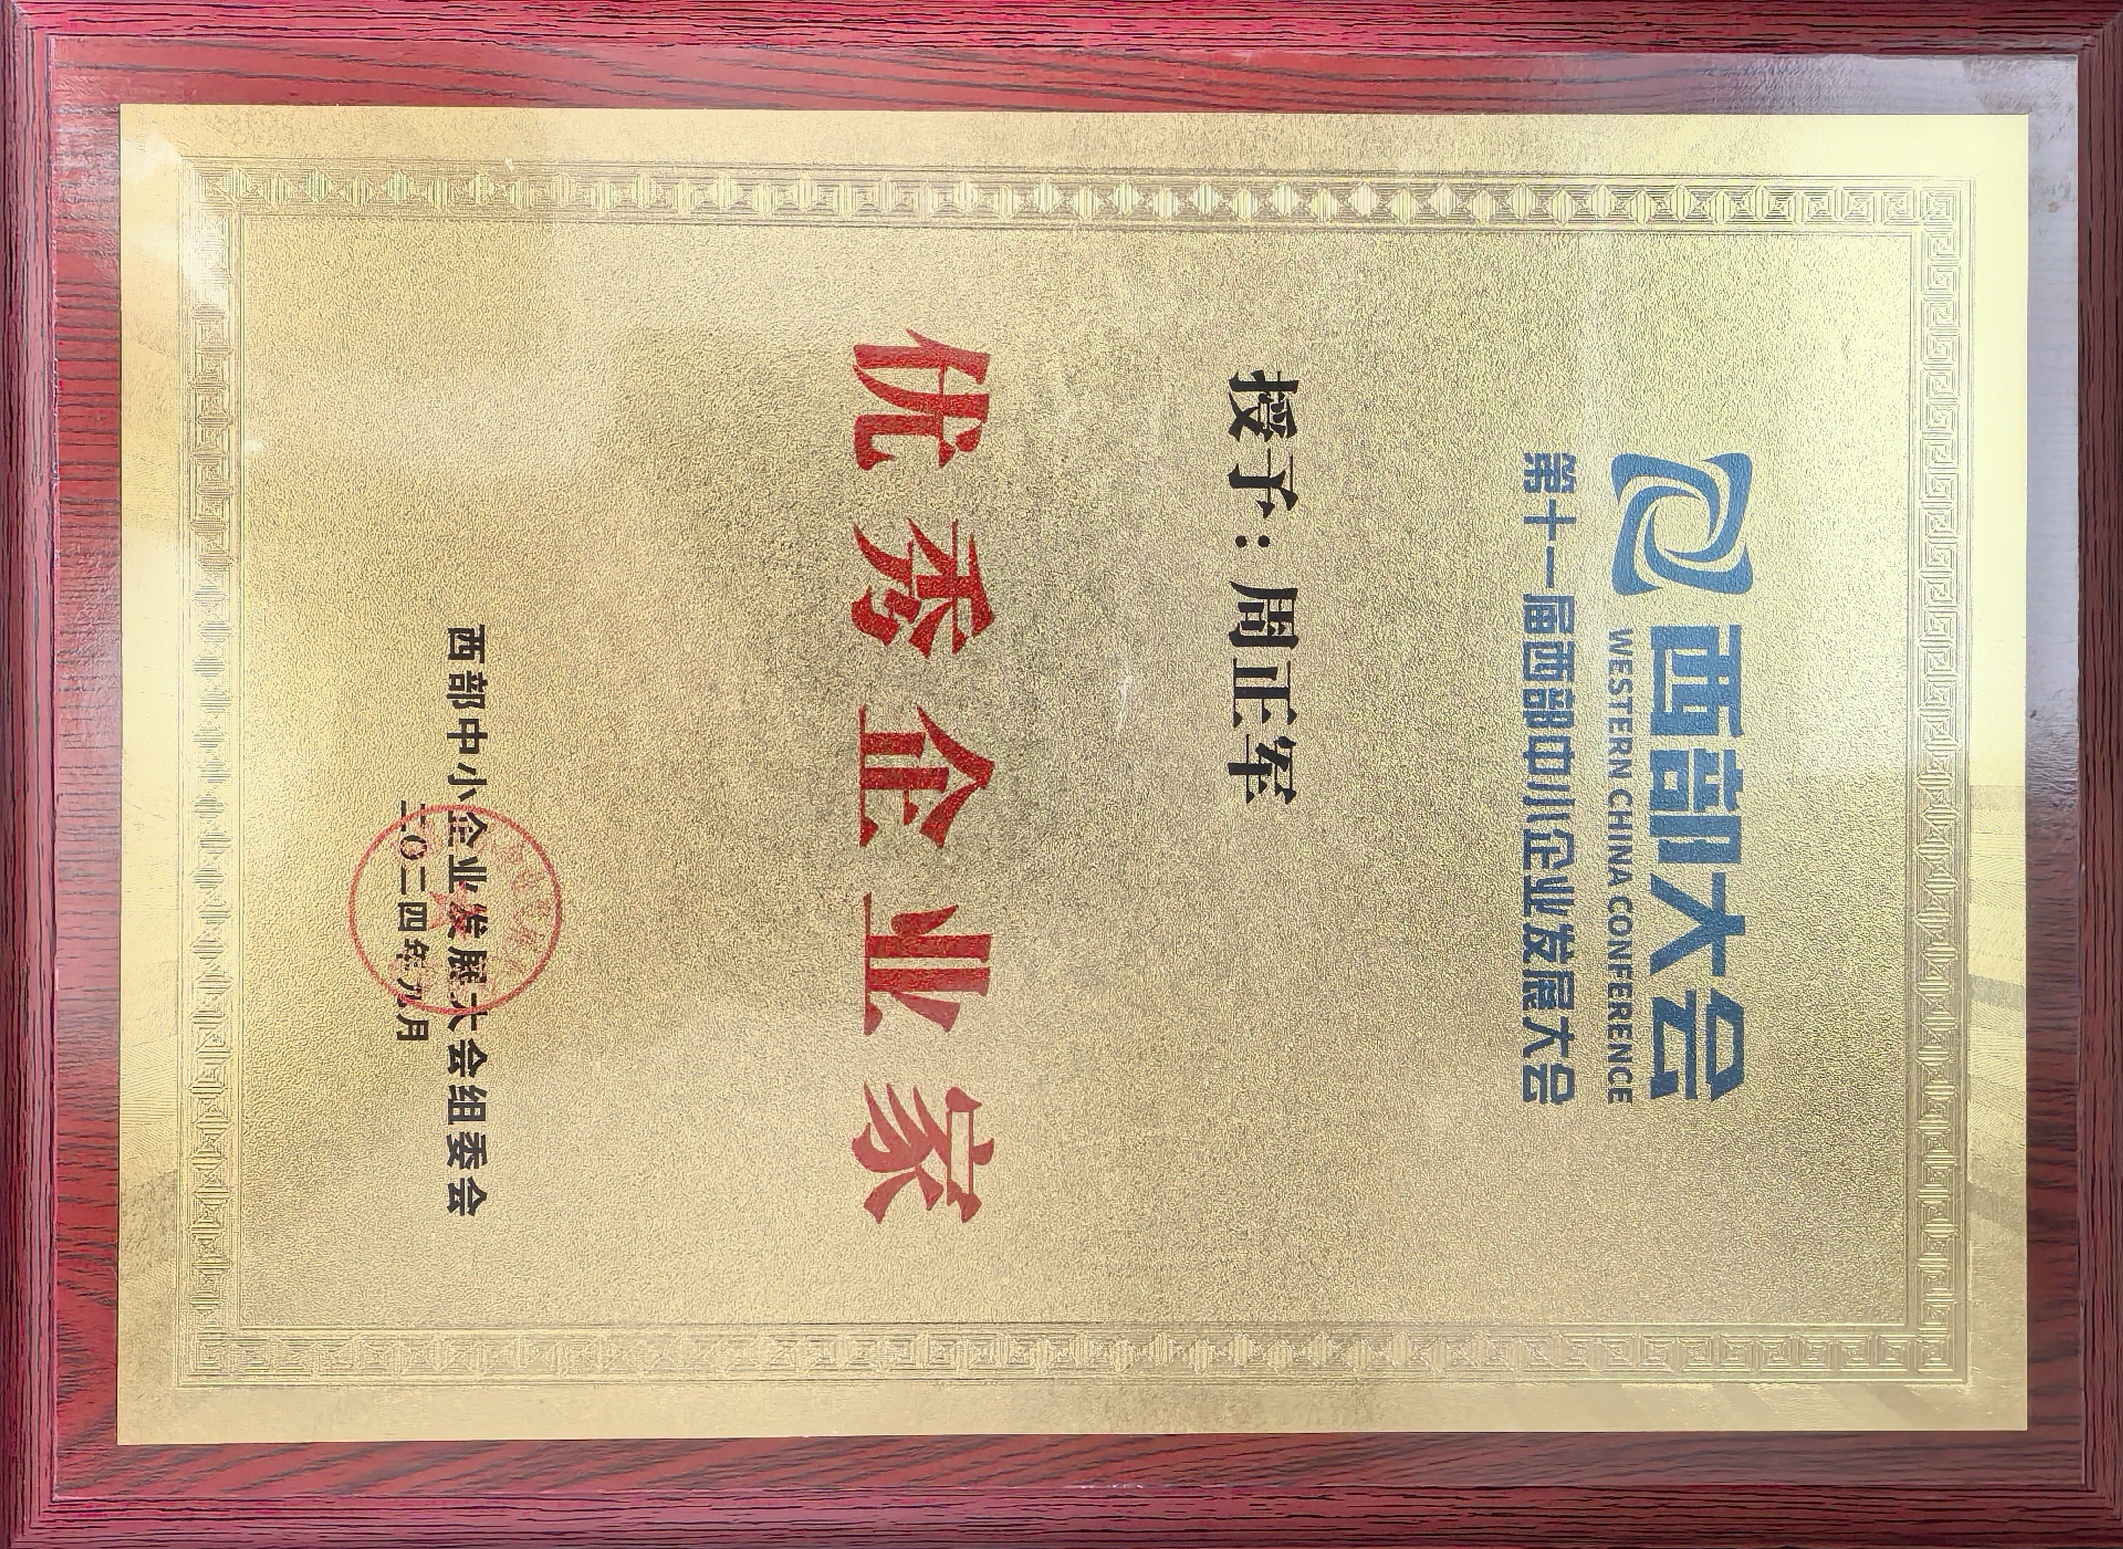 西部大会
WESTERN CHINA CONFERENCE
第十一届西部中小企业发展大会
授予：周正军
优秀企业家
西部中小企业发展大会组委会
二〇二四年九月